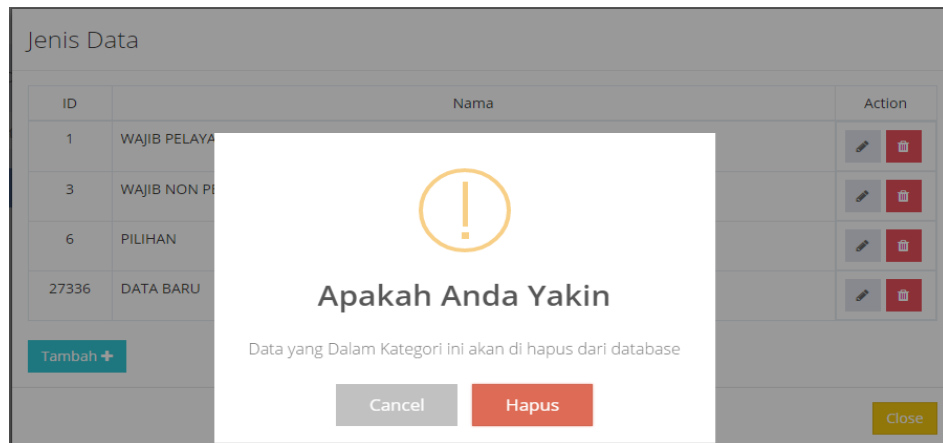 Jenis Data
ID Nama Action
1 WAJIB PELAYA
3 WAJIB NON PE
6 PILIHAN
27336 DATA BARU
Apakah Anda Yakin
Data yang Dalam Kategori ini akan di hapus dari database
Tambah +
Cancel Hapus
Close